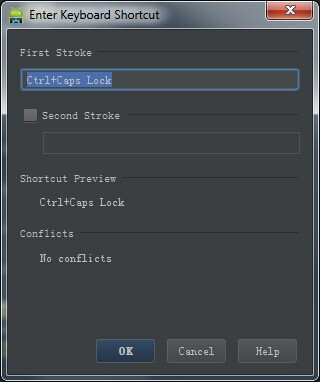 Enter Keyboard Shortcut
First Stroke
Ctrl+Caps Lock
Second Stroke
Shortcut Preview
Ctrl+Caps Lock
Conflicts
No conflicts
OK Cancel Help